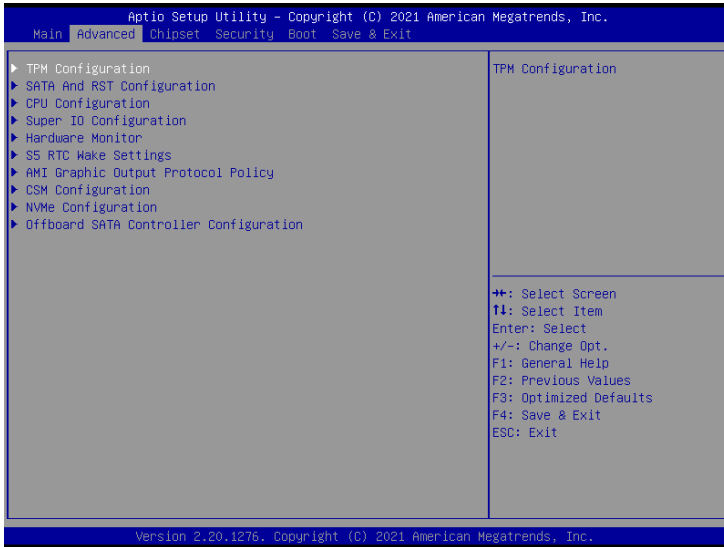 Aptio Setup Utility – Copyright (C) 2021 American Megatrends, Inc.
Main Advanced Chipset Security Boot Save & Exit
▶ TPM Configuration
▶ SATA And RST Configuration
▶ CPU Configuration
▶ Super IO Configuration
▶ Hardware Monitor
▶ S5 RTC Wake Settings
▶ AMI Graphic Output Protocol Policy
▶ CSM Configuration
▶ NVMe Configuration
▶ Offboard SATA Controller Configuration
TPM Configuration
→←: Select Screen
↑↓: Select Item
Enter: Select
+/-: Change Opt.
F1: General Help
F2: Previous Values
F3: Optimized Defaults
F4: Save & Exit
ESC: Exit
Version 2.20.1276. Copyright (C) 2021 American Megatrends, Inc.